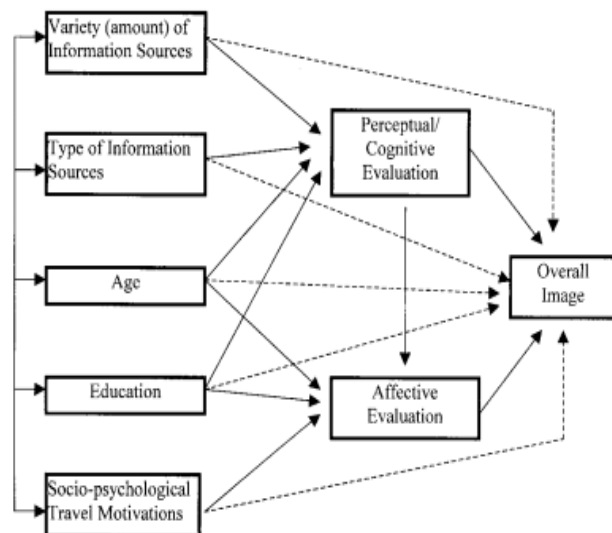 Variety (amount) of
Information Sources
Type of Information
Sources
Age
Education
Socio-psychological
Travel Motivations
Perceptual/
Cognitive Evaluation
Affective
Evaluation
Overall
Image